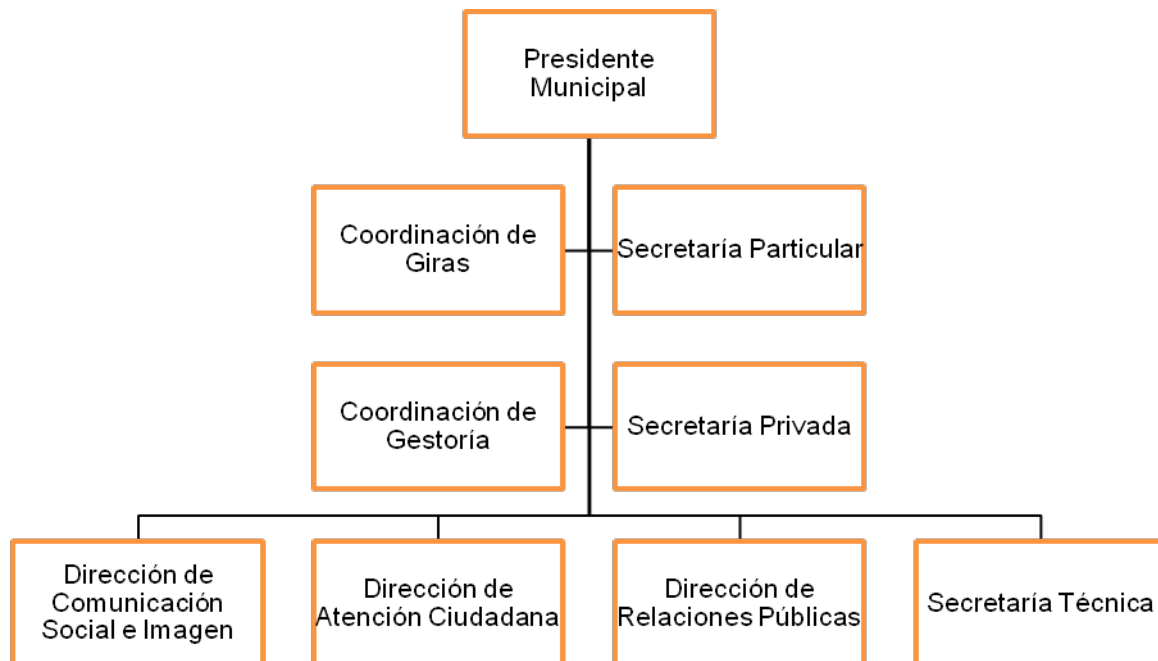 Presidente
Municipal
Coordinación de
Giras
Secretaría Particular
Coordinación de
Gestoría
Secretaría Privada
Dirección de
Comunicación
Social e Imagen
Dirección de
Atención Ciudadana
Dirección de
Relaciones Públicas
Secretaría Técnica